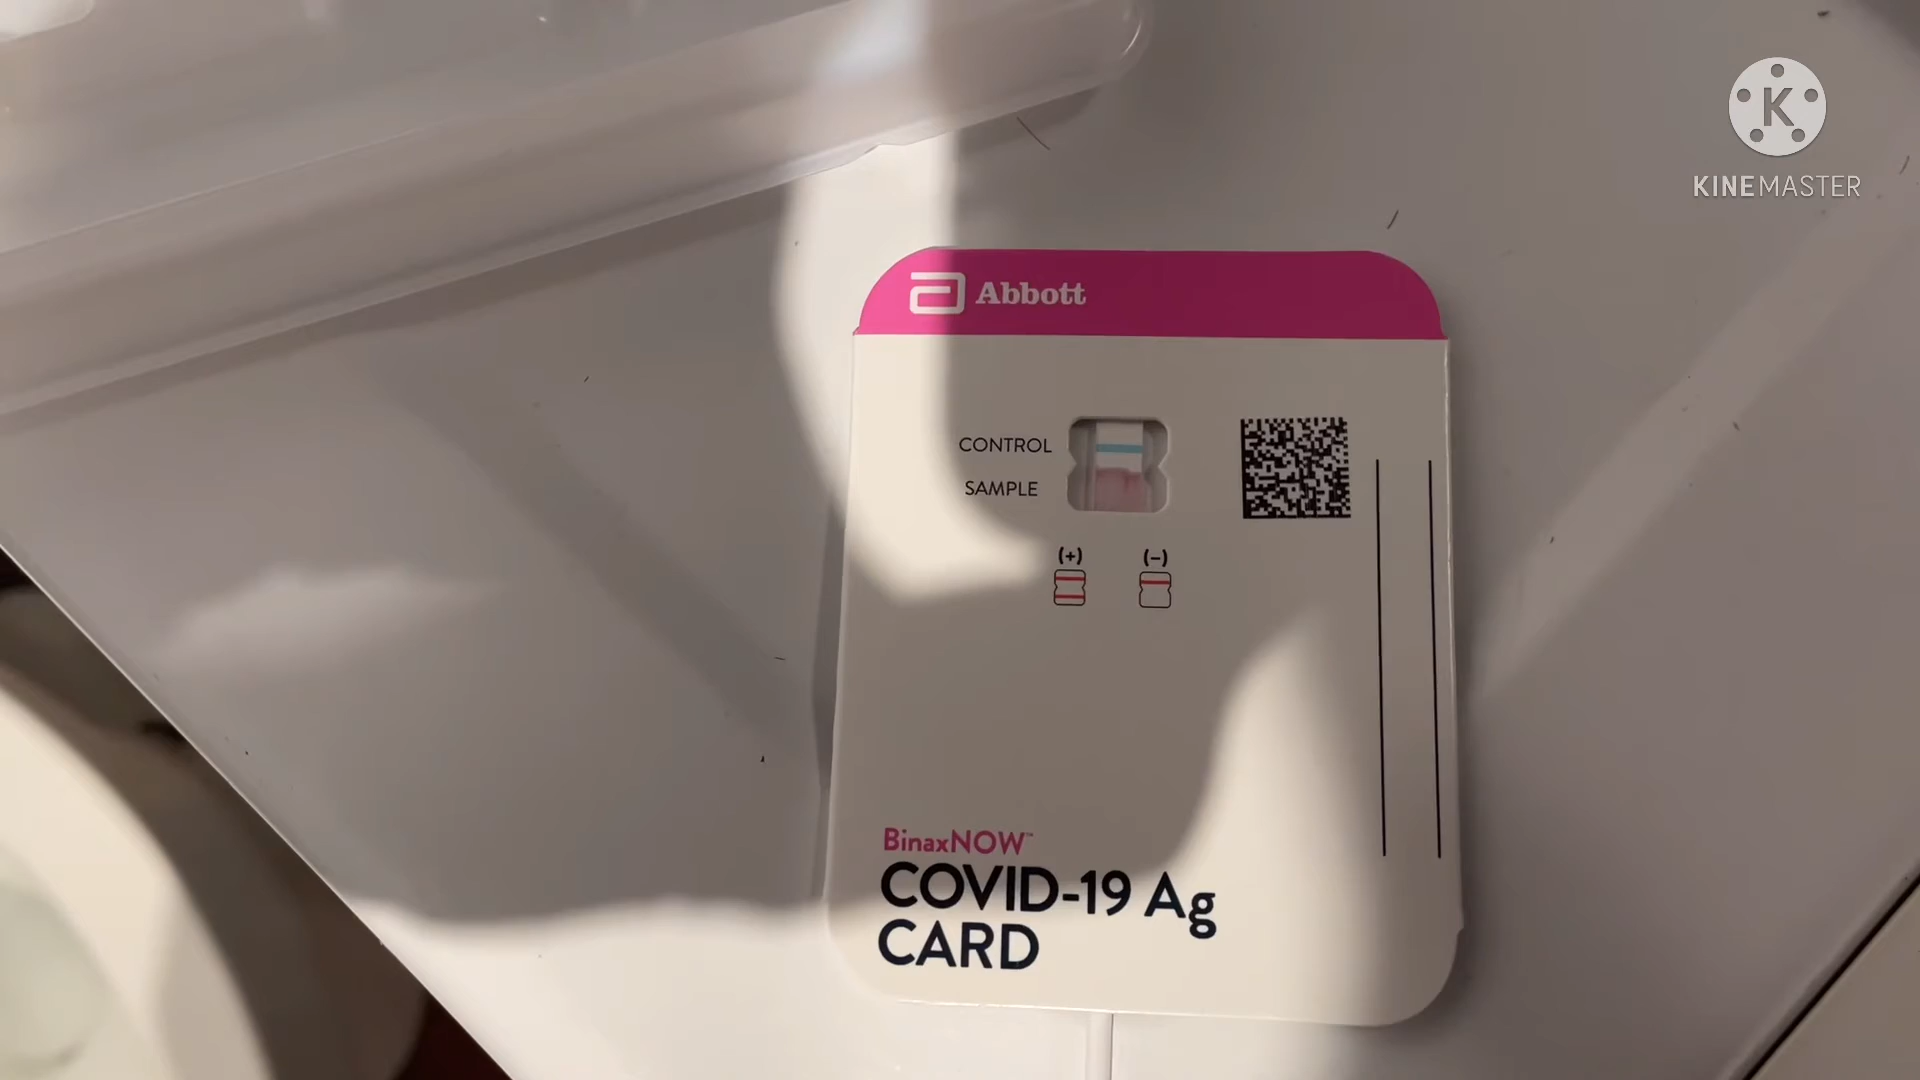 K
KINEMASTER
Abbott
CONTROL
SAMPLE
(+) (-)
BinaxNOW™
COVID-19 Ag
CARD